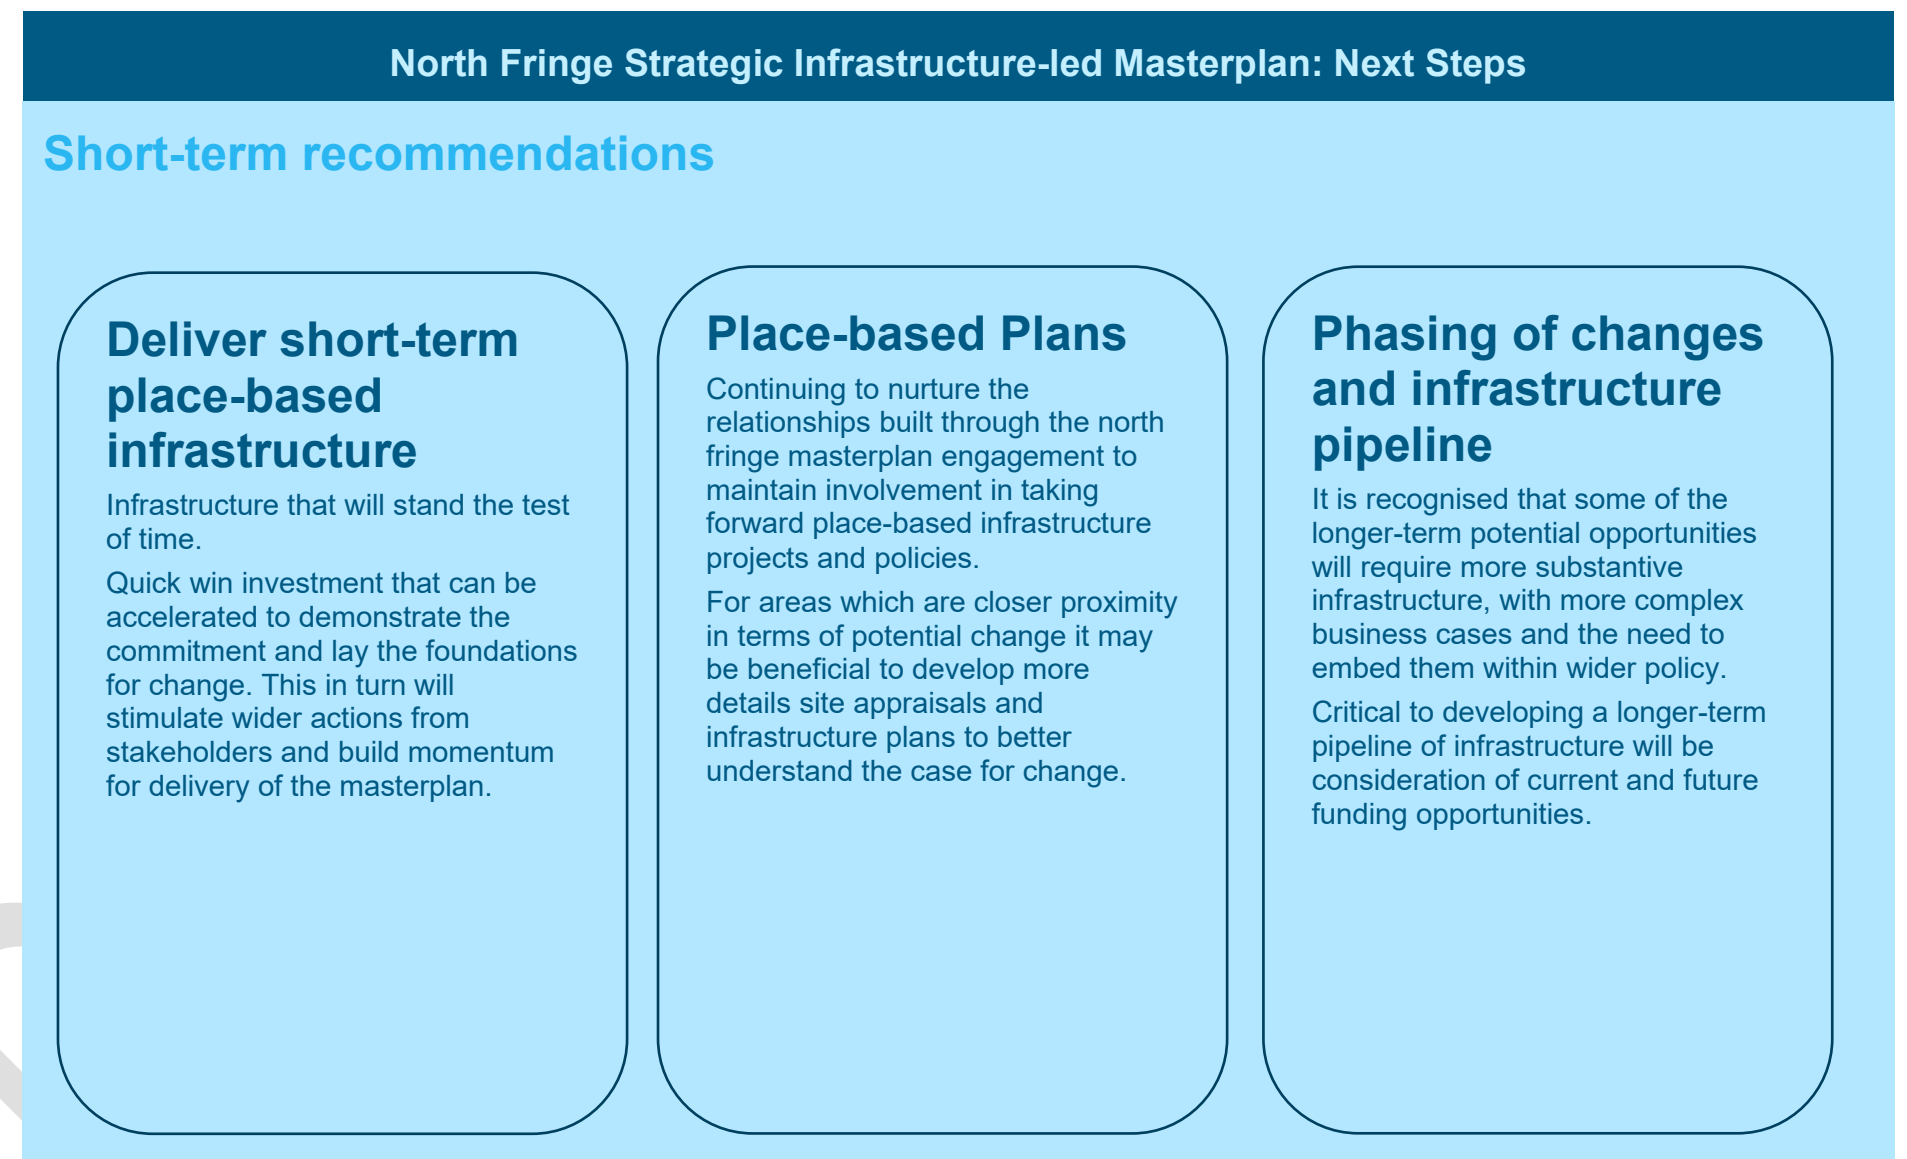 North Fringe Strategic Infrastructure-led Masterplan: Next Steps
Short-term recommendations
Deliver short-term
place-based
infrastructure
Infrastructure that will stand the test
of time.
Quick win investment that can be
accelerated to demonstrate the
commitment and lay the foundations
for change. This in turn will
stimulate wider actions from
stakeholders and build momentum
for delivery of the masterplan.
Place-based Plans
Continuing to nurture the
relationships built through the north
fringe masterplan engagement to
maintain involvement in taking
forward place-based infrastructure
projects and policies.
For areas which are closer proximity
in terms of potential change it may
be beneficial to develop more
details site appraisals and
infrastructure plans to better
understand the case for change.
Phasing of changes
and infrastructure
pipeline
It is recognised that some of the
longer-term potential opportunities
will require more substantive
infrastructure, with more complex
business cases and the need to
embed them within wider policy.
Critical to developing a longer-term
pipeline of infrastructure will be
consideration of current and future
funding opportunities.